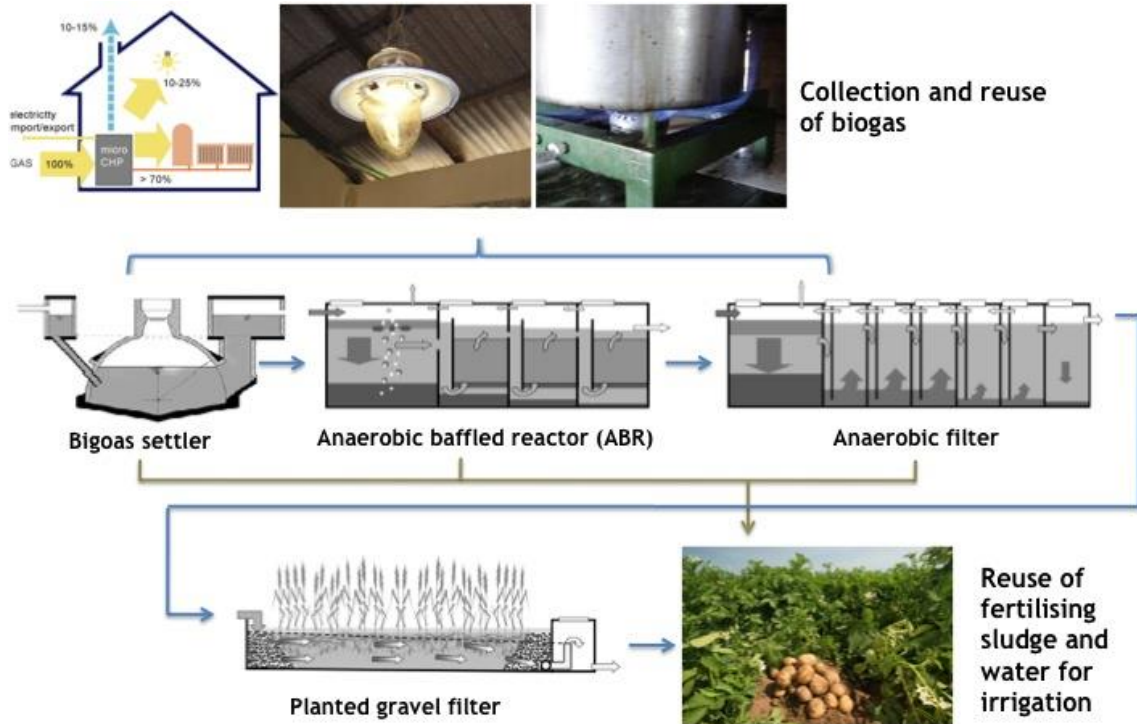 10-15%
10-25%
electricity
mport/export
micro
CHP
GAS
100%
> 70%
Collection and reuse
of biogas
Bigoas settler
Anaerobic baffled reactor (ABR)
Anaerobic filter
Planted gravel filter
Reuse of
fertilising
sludge and
water for
irrigation